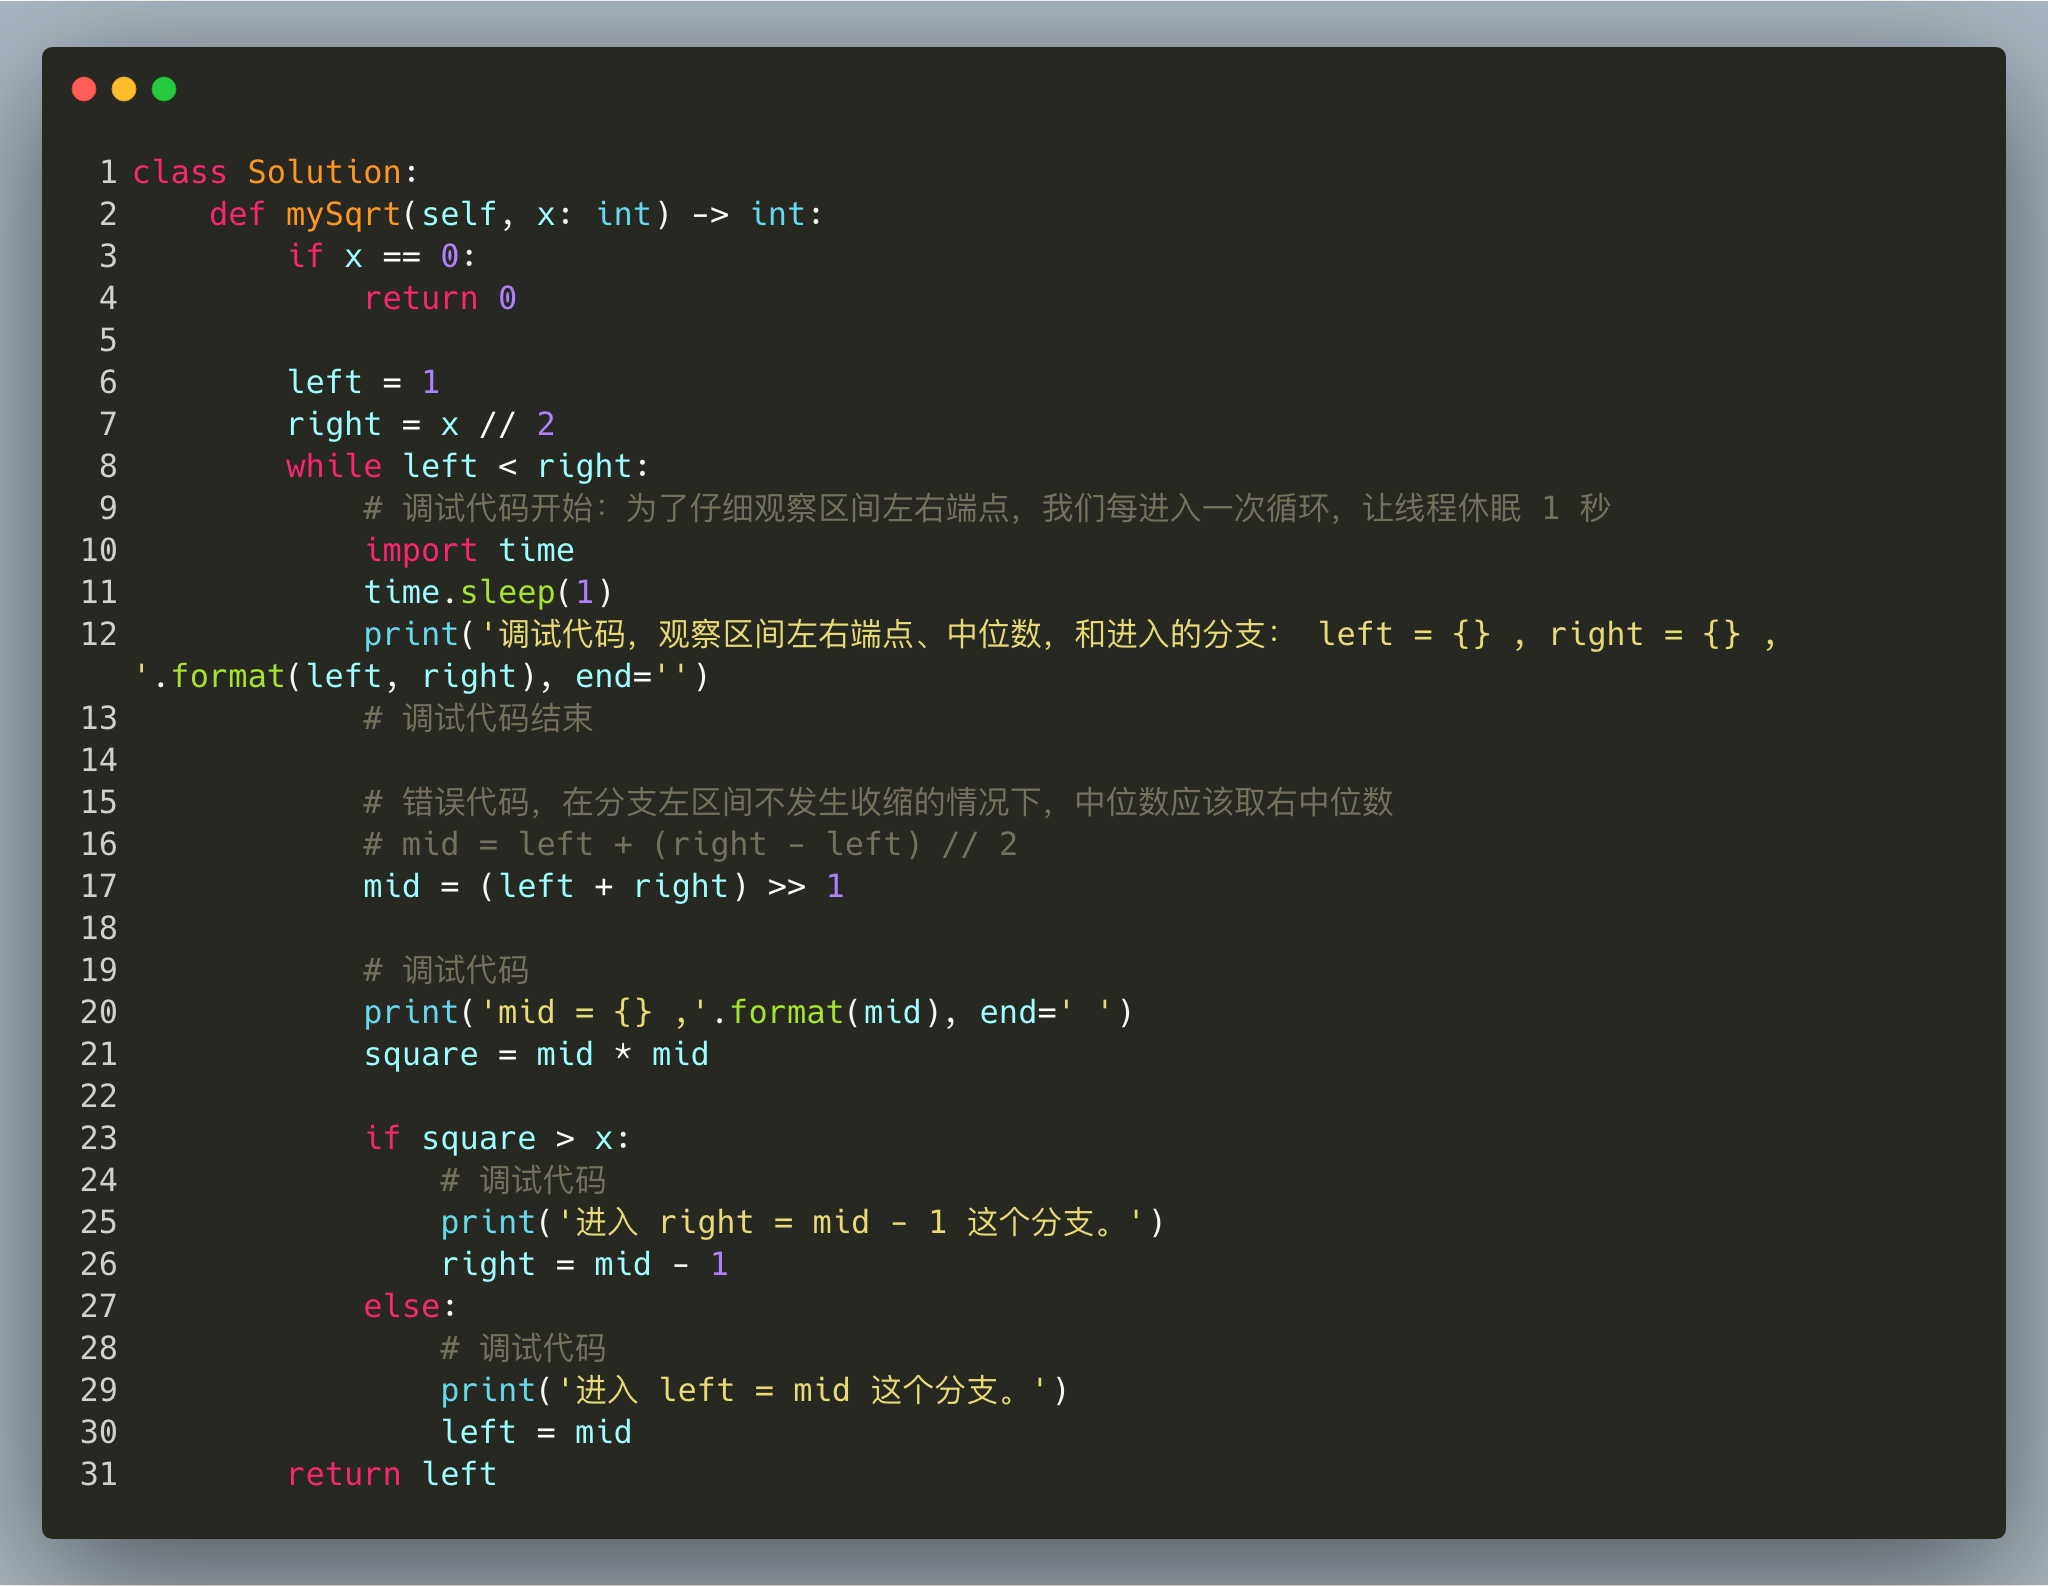 1 class Solution:
2     def mySqrt(self, x: int) -> int:
3         if x == 0:
4             return 0
5
6         left = 1
7         right = x // 2
8         while left < right:
9             # 调试代码开始：为了仔细观察区间左右端点，我们每进入一次循环，让线程休眠 1 秒
10             import time
11             time.sleep(1)
12             print('调试代码，观察区间左右端点、中位数，和进入的分支： left = {} , right = {} ,
'.format(left, right), end='')
13             # 调试代码结束
14
15             # 错误代码，在分支左区间不发生收缩的情况下，中位数应该取右中位数
16             # mid = left + (right - left) // 2
17             mid = (left + right) >> 1
18
19             # 调试代码
20             print('mid = {} ,'.format(mid), end=' ')
21             square = mid * mid
22
23             if square > x:
24                 # 调试代码
25                 print('进入 right = mid - 1 这个分支。')
26                 right = mid - 1
27             else:
28                 # 调试代码
29                 print('进入 left = mid 这个分支。')
30                 left = mid
31         return left